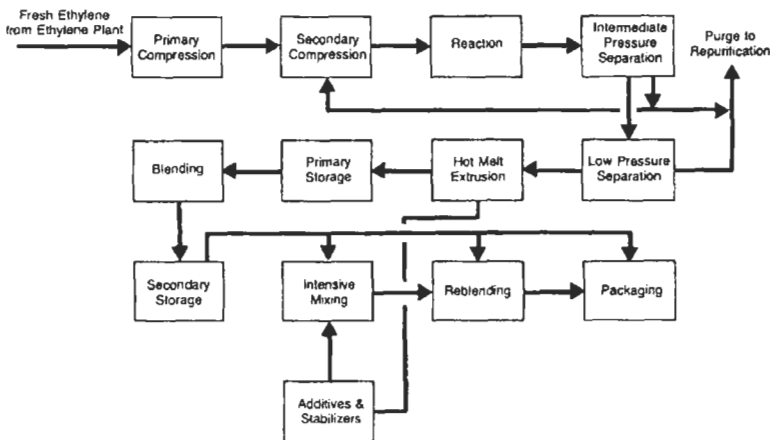 Fresh Ethylene
from Ethylene Plant
Primary
Compression
Secondary
Compression
Reaction
Intermediate
Pressure
Separation
Purge to
Repurification
Blending
Primary
Storage
Hot Melt
Extrusion
Low Pressure
Separation
Secondary
Storage
Intensive
Mixing
Reblending
Packaging
Additives &
Stabilizers